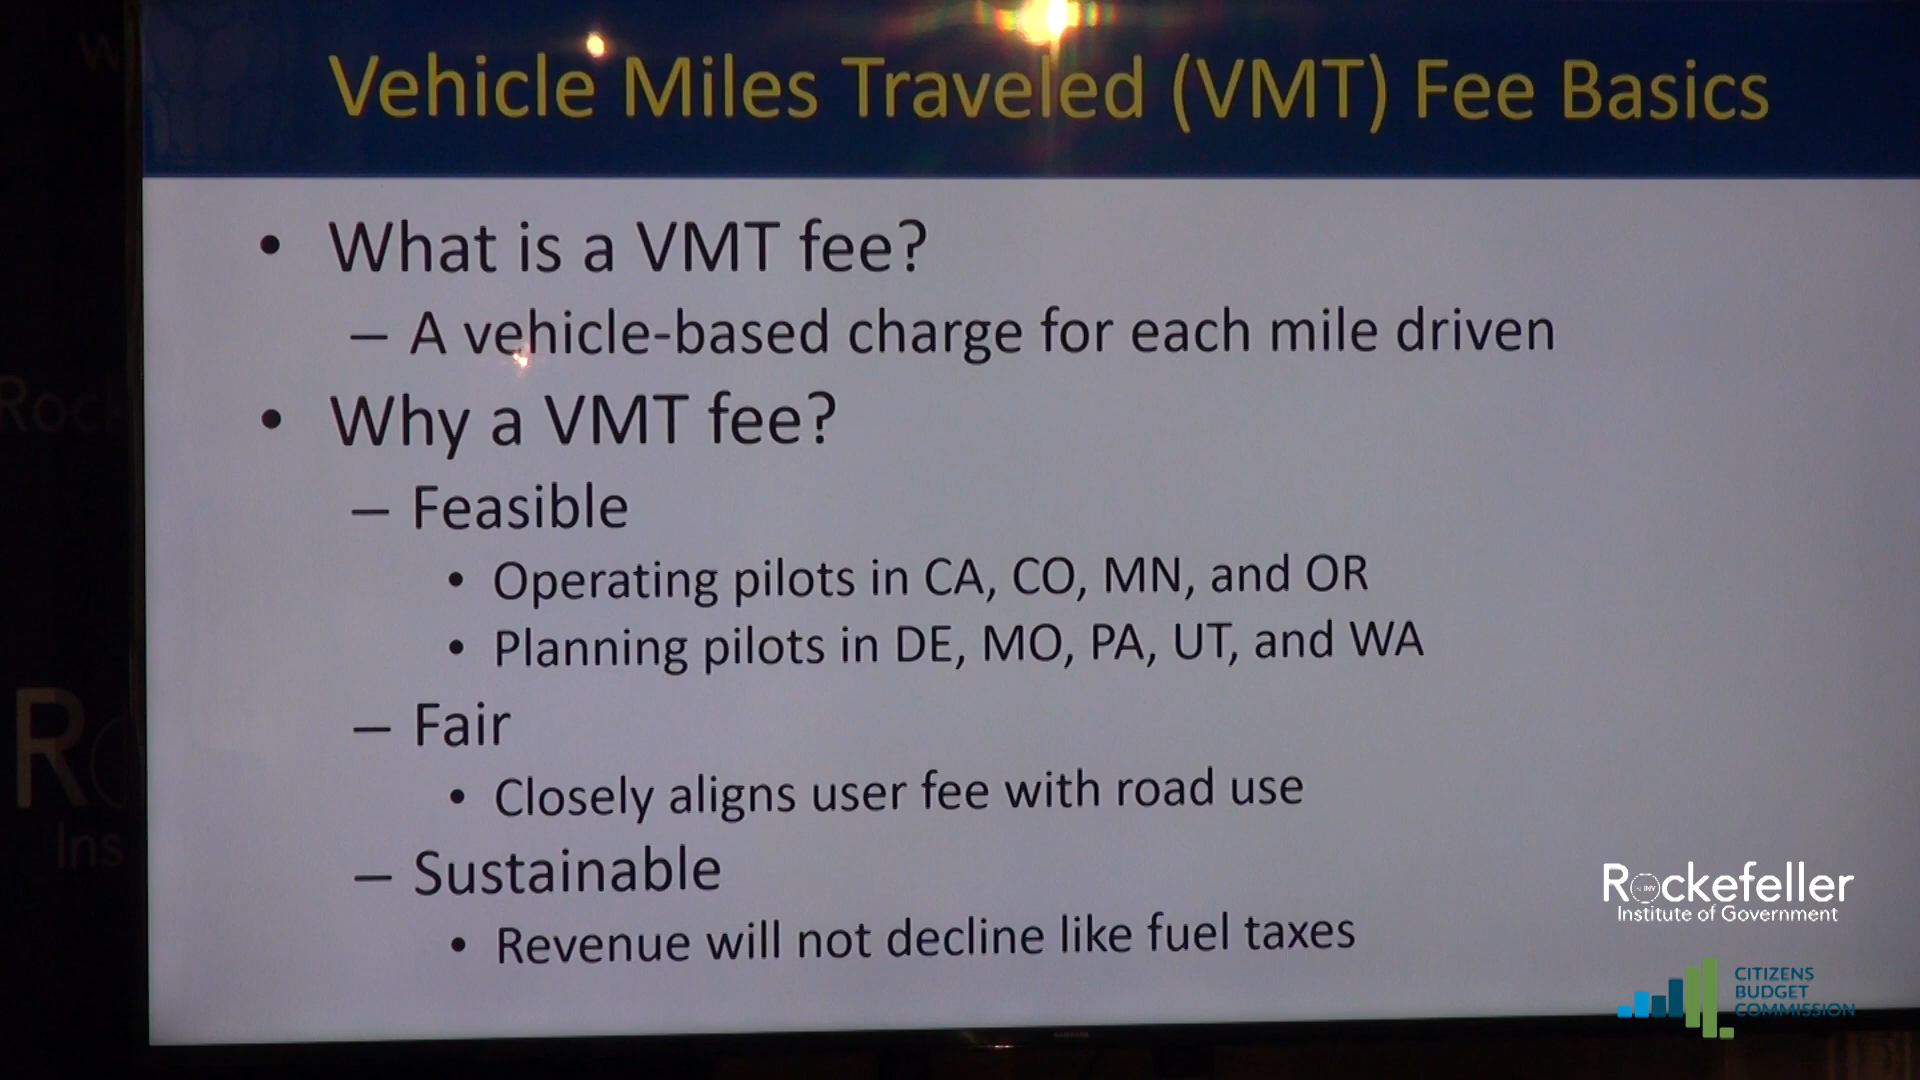 Vehicle Miles Traveled (VMT) Fee Basics
• What is a VMT fee?
– A vehicle-based charge for each mile driven
• Why a VMT fee?
– Feasible
• Operating pilots in CA, CO, MN, and OR
• Planning pilots in DE, MO, PA, UT, and WA
– Fair
• Closely aligns user fee with road use
– Sustainable
• Revenue will not decline like fuel taxes
Rockefeller
Institute of Government
CITIZENS
BUDGET
COMMISSION
SAMSUNG
Rock
R
Ins